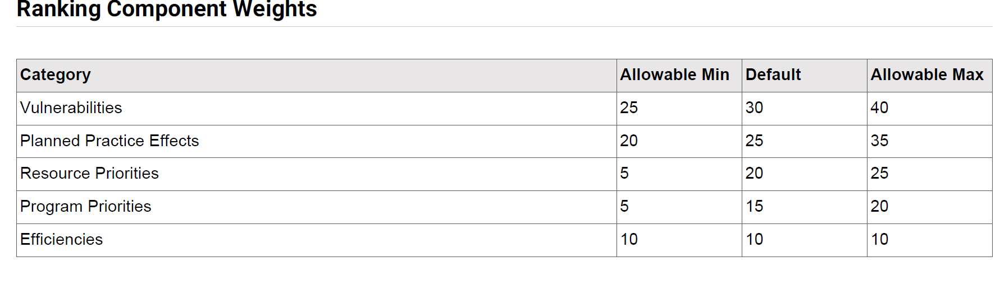 Ranking Component Weights
Category Allowable Min Default Allowable Max
Vulnerabilities 25 30 40
Planned Practice Effects 20 25 35
Resource Priorities 5 20 25
Program Priorities 5 15 20
Efficiencies 10 10 10